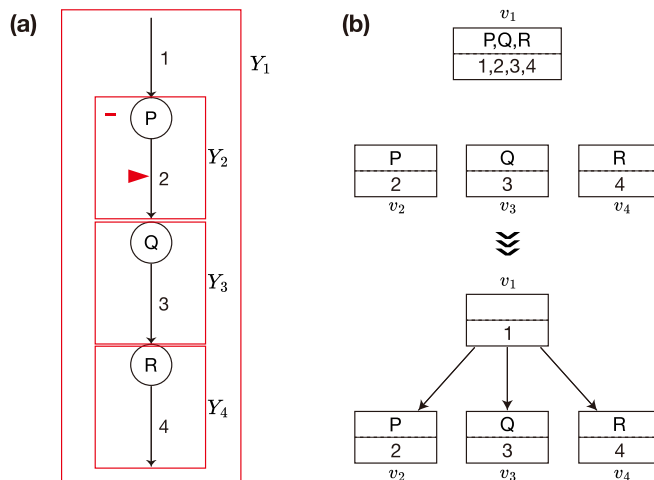 (a)
1
Y₁
P
Y₂
2
Q
Y₃
3
R
Y₄
4
(b)
v₁
P,Q,R
1,2,3,4
P Q R
2 3 4
v₂ v₃ v₄
v₁
1
P Q R
2 3 4
v₂ v₃ v₄